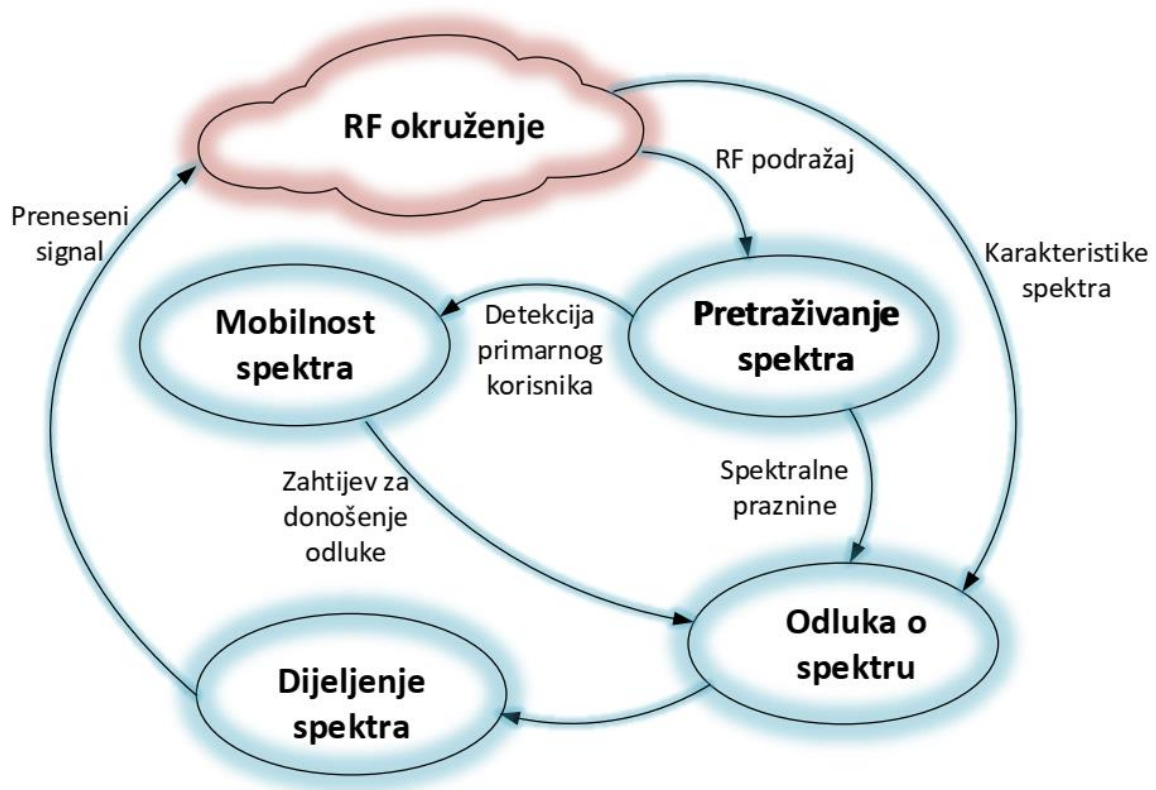 RF okruženje
RF podražaj
Preneseni
signal
Karakteristike
spektra
Mobilnost
spektra
Detekcija
primarnog
korisnika
Pretraživanje
spektra
Zahtijev za
donošenje
odluke
Spektralne
praznine
Odluka o
spektru
Dijeljenje
spektra